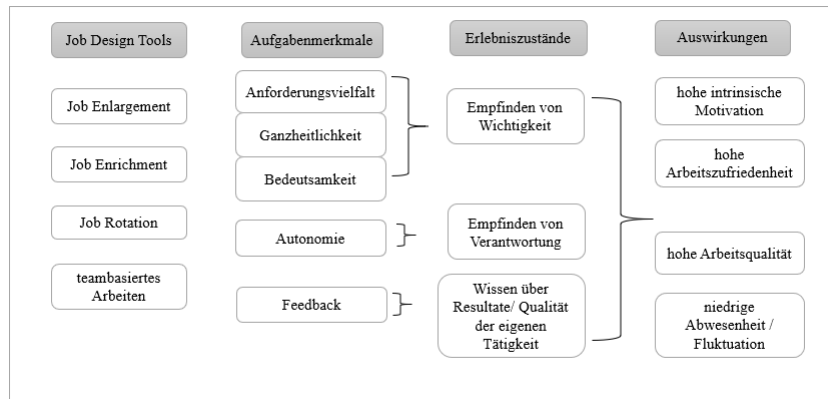 Job Design Tools
Aufgabenmerkmale
Erlebniszustände
Auswirkungen
Job Enlargement
Job Enrichment
Job Rotation
teambasiertes
Arbeiten
Anforderungsvielfalt
Ganzheitlichkeit
Bedeutsamkeit
Autonomie
Feedback
Empfinden von
Wichtigkeit
Empfinden von
Verantwortung
Wissen über
Resultate/ Qualität
der eigenen
Tätigkeit
hohe intrinsische
Motivation
hohe
Arbeitszufriedenheit
hohe Arbeitsqualität
niedrige
Abwesenheit /
Fluktuation